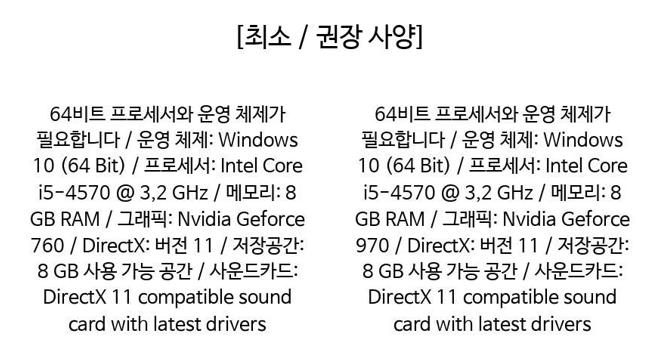 [최소 / 권장 사양]
64비트 프로세서와 운영 체제가
필요합니다 / 운영 체제: Windows
10 (64 Bit) / 프로세서: Intel Core
i5-4570 @ 3,2 GHz / 메모리: 8
GB RAM / 그래픽: Nvidia Geforce
760 / DirectX: 버전 11 / 저장공간:
8 GB 사용 가능 공간 / 사운드카드:
DirectX 11 compatible sound
card with latest drivers
64비트 프로세서와 운영 체제가
필요합니다 / 운영 체제: Windows
10 (64 Bit) / 프로세서: Intel Core
i5-4570 @ 3,2 GHz / 메모리: 8
GB RAM / 그래픽: Nvidia Geforce
970 / DirectX: 버전 11 / 저장공간:
8 GB 사용 가능 공간 / 사운드카드:
DirectX 11 compatible sound
card with latest drivers